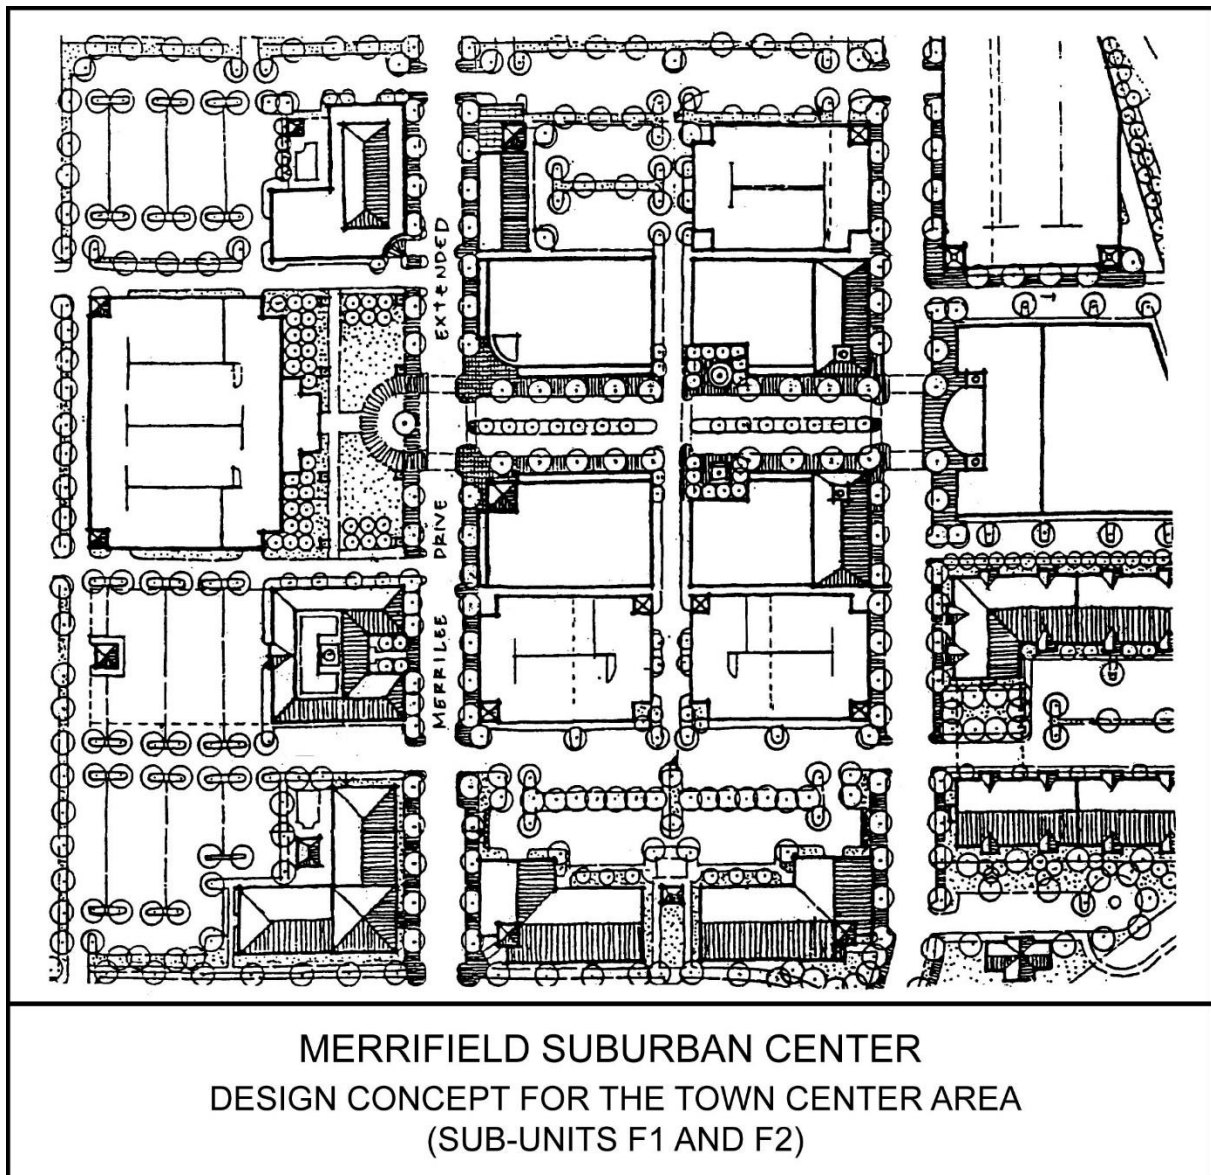 MERRILEE DRIVE EXTENDED
MERRIFIELD SUBURBAN CENTER
DESIGN CONCEPT FOR THE TOWN CENTER AREA
(SUB-UNITS F1 AND F2)